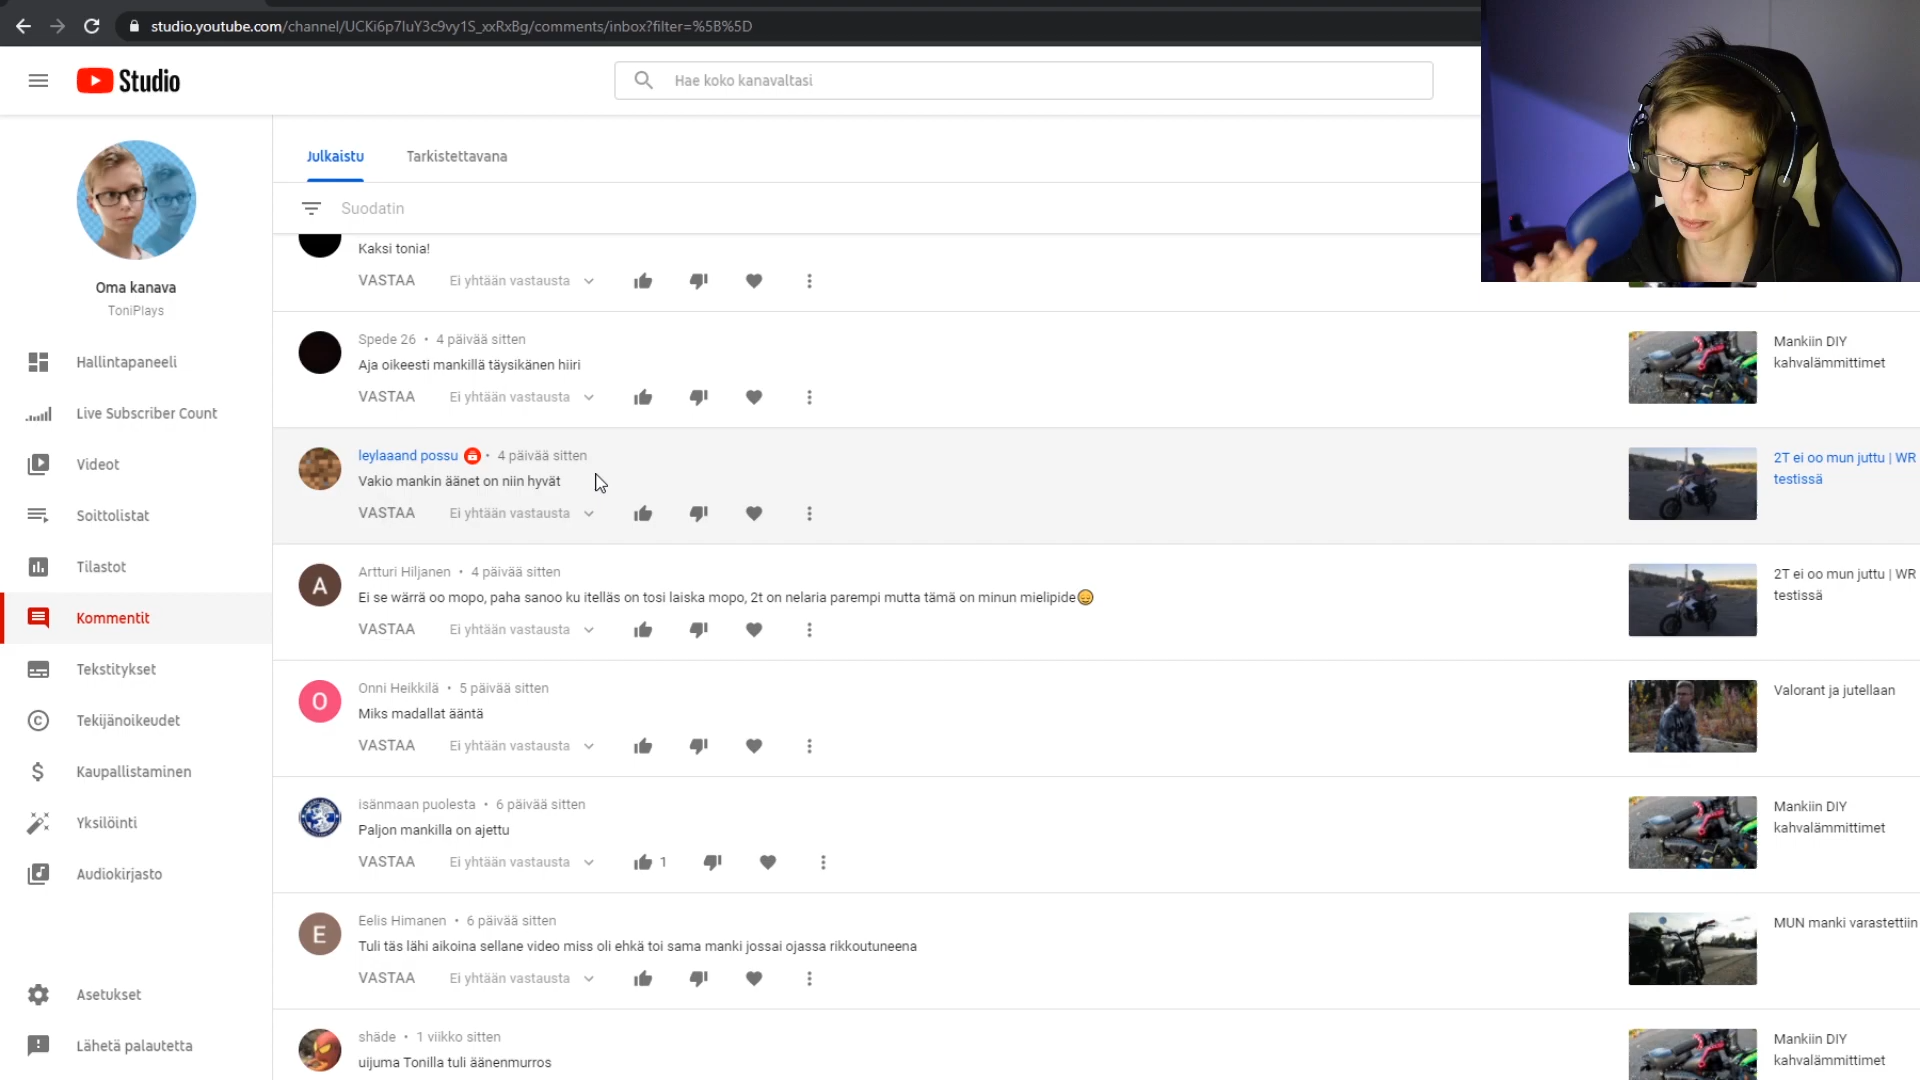 studio.youtube.com/channel/UCKi6p7IuY3c9vy1S_xxRxBg/comments/inbox?filter=%5B%5D
Studio
Hae koko kanavaltasi
Oma kanava
ToniPlays
Hallintapaneeli
Live Subscriber Count
Videot
Soittolistat
Tilastot
Kommentit
Tekstitykset
Tekijänoikeudet
Kaupallistaminen
Yksilöinti
Audiokirjasto
Asetukset
Lähetä palautetta
Julkaistu Tarkistettavana
Suodatin
Kaksi tonia!
VASTAA Ei yhtään vastausta
Spede 26 • 4 päivää sitten
Aja oikeesti mankillä täysikänen hiiri
VASTAA Ei yhtään vastausta
Mankiin DIY
kahvalämmittimet
leylaaand possu • 4 päivää sitten
Vakio mankin äänet on niin hyvät
VASTAA Ei yhtään vastausta
2T ei oo mun juttu | WR
testissä
A
Artturi Hiljanen • 4 päivää sitten
Ei se wärrä oo mopo, paha sanoo ku itelläs on tosi laiska mopo, 2t on nelaria parempi mutta tämä on minun mielipide😑
VASTAA Ei yhtään vastausta
2T ei oo mun juttu | WR
testissä
O
Onni Heikkilä • 5 päivää sitten
Miks madallat ääntä
VASTAA Ei yhtään vastausta
Valorant ja jutellaan
isänmaan puolesta • 6 päivää sitten
Paljon mankilla on ajettu
VASTAA Ei yhtään vastausta 1
Mankiin DIY
kahvalämmittimet
E
Eelis Himanen • 6 päivää sitten
Tuli täs lähi aikoina sellane video miss oli ehkä toi sama manki jossai ojassa rikkoutuneena
VASTAA Ei yhtään vastausta
MUN manki varastettiin
shäde • 1 viikko sitten
uijuma Tonilla tuli äänenmurros
Mankiin DIY
kahvalämmittimet